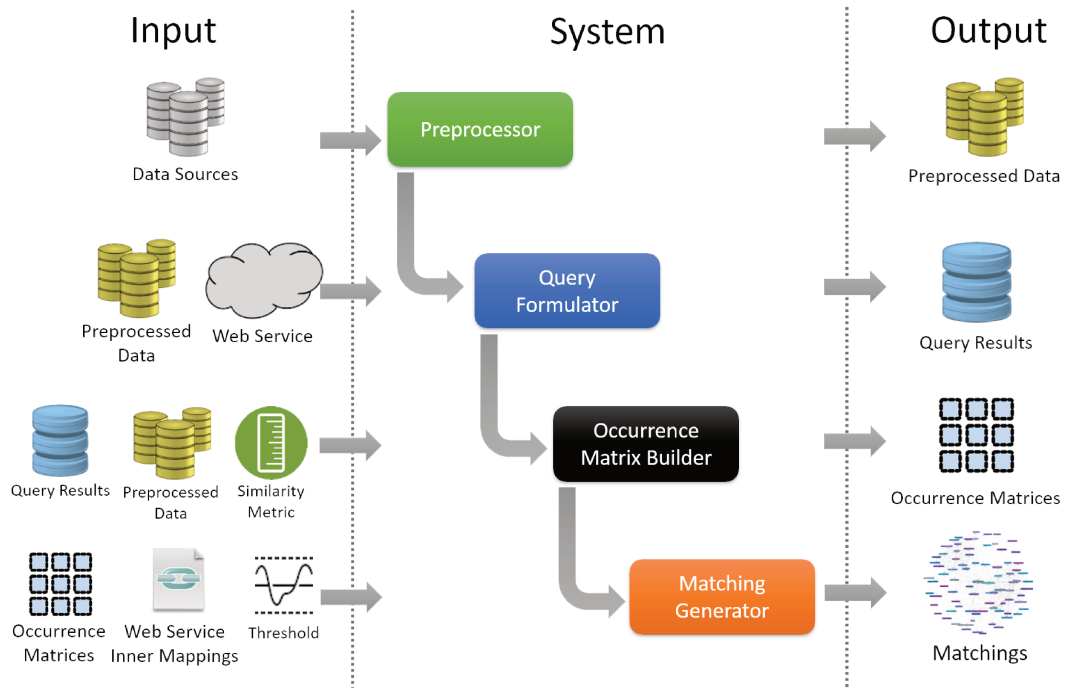 Input
System
Output
Data Sources
Preprocessor
Preprocessed Data
Preprocessed
Data
Web Service
Query
Formulator
Query Results
Query Results
Preprocessed
Data
Similarity
Metric
Occurrence
Matrix Builder
Occurrence Matrices
Occurrence
Matrices
Web Service
Inner Mappings
Threshold
Matching
Generator
Matchings